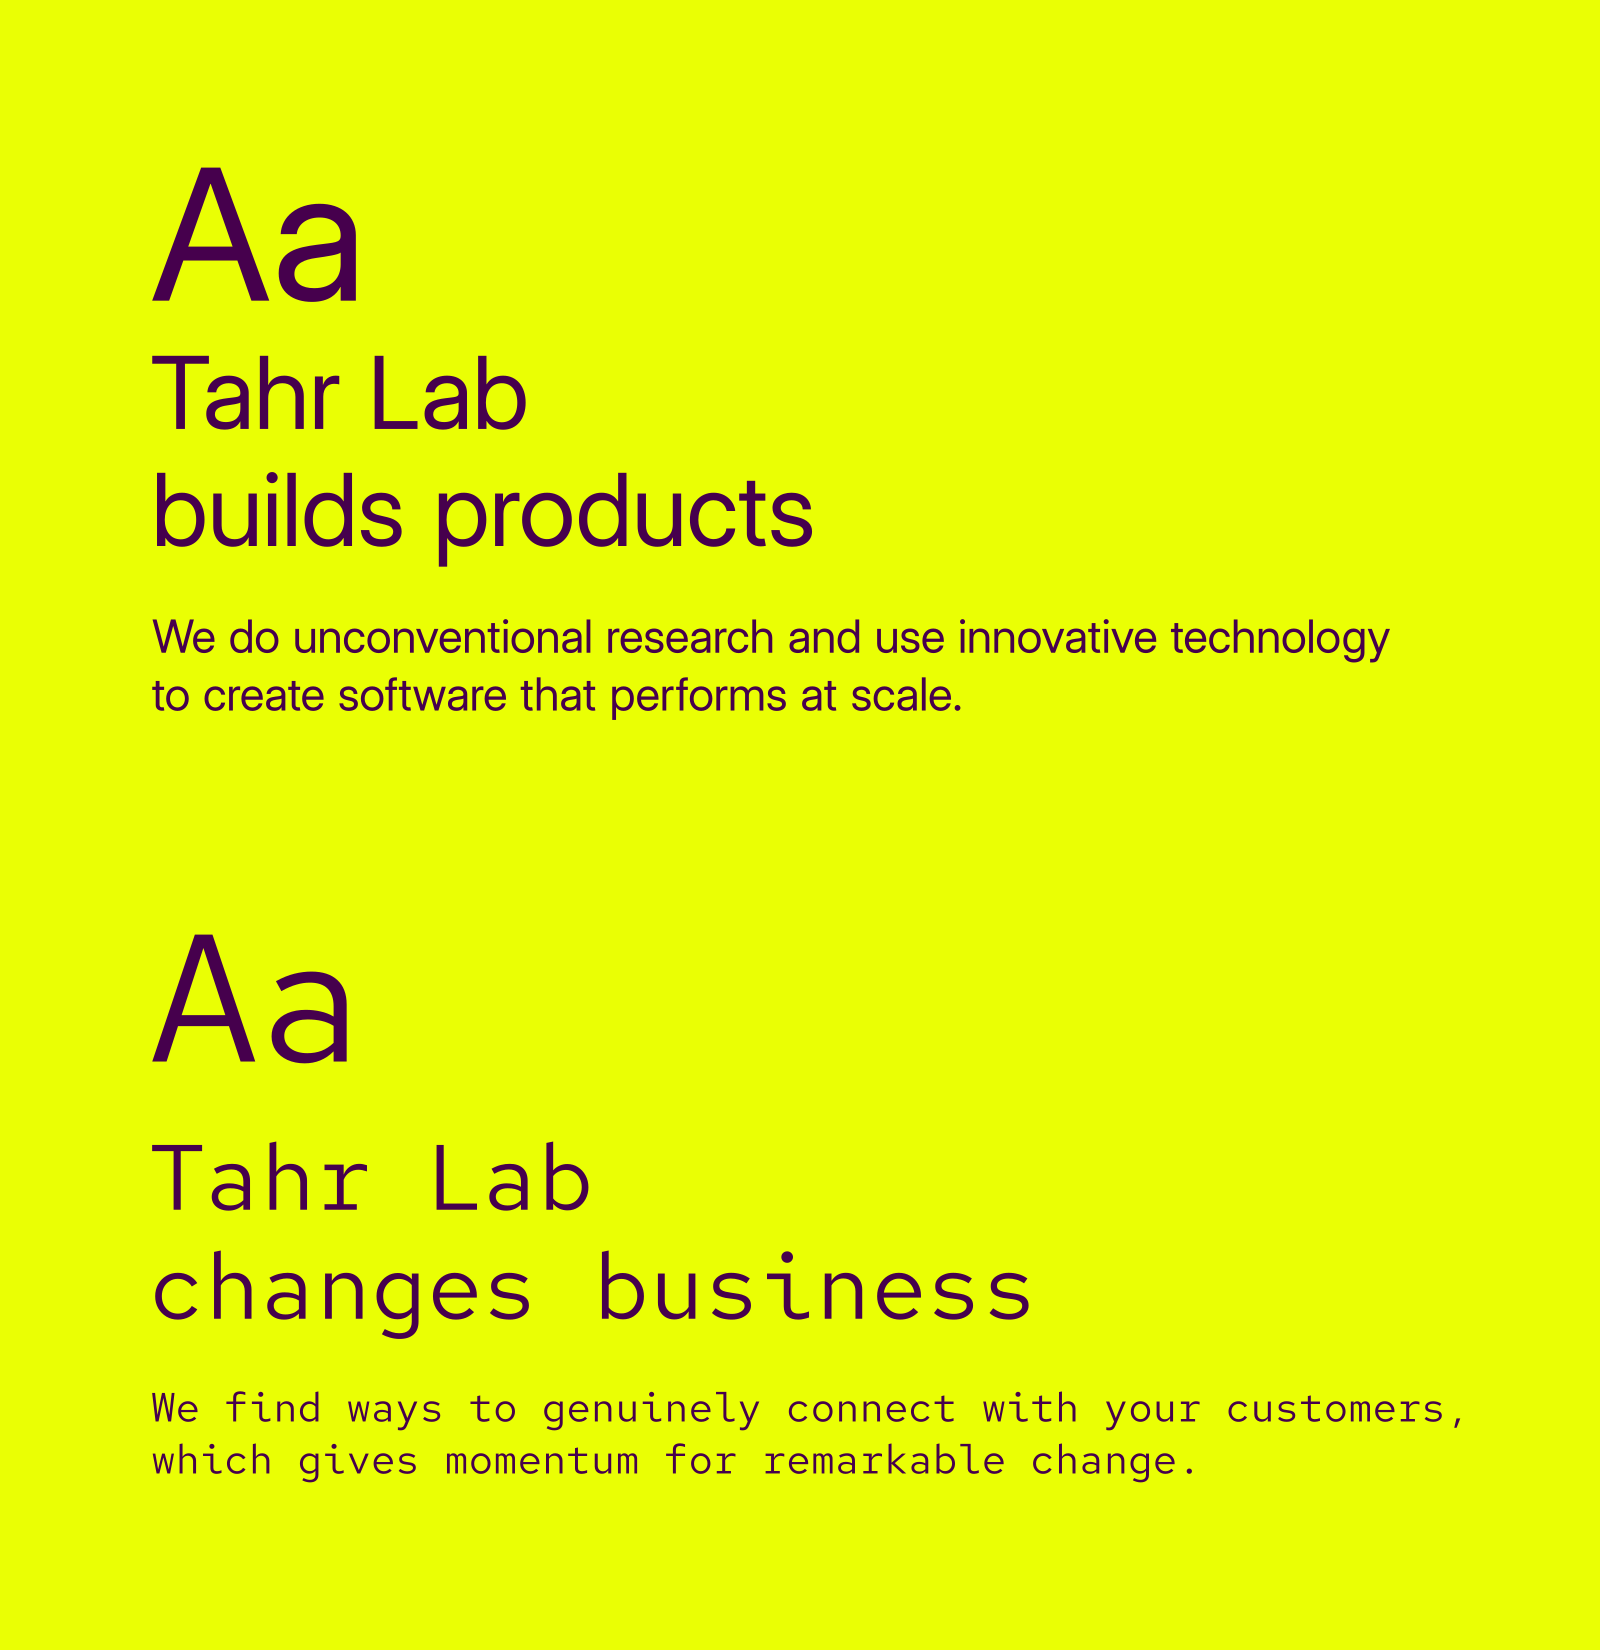 Aa
Tahr Lab
builds products
We do unconventional research and use innovative technology
to create software that performs at scale.
Aa
Tahr Lab
changes business
We find ways to genuinely connect with your customers,
which gives momentum for remarkable change.